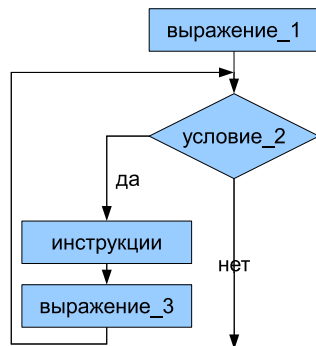 выражение_1
условие_2
да
инструкции
нет
выражение_3